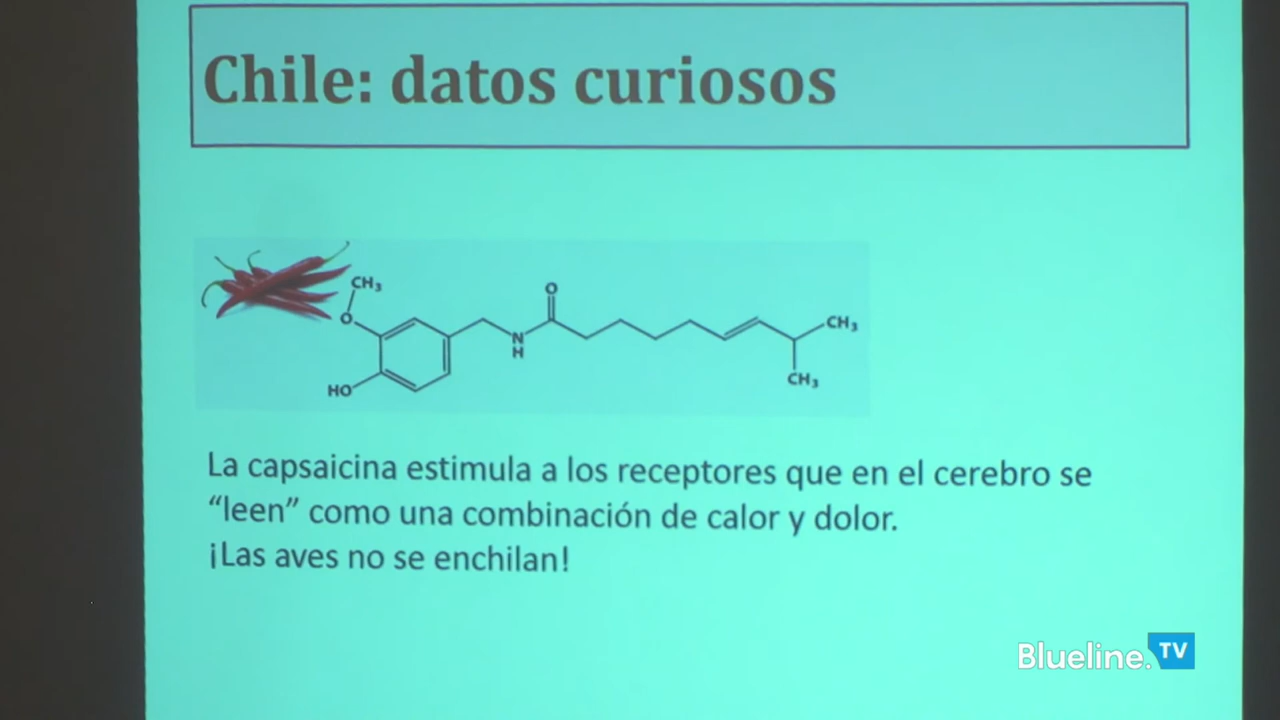 Chile: datos curiosos
CH₃
O
O
CH₃
N
H
HO
CH₃
La capsaicina estimula a los receptores que en el cerebro se
“leen” como una combinación de calor y dolor.
¡Las aves no se enchilan!
Blueline.TV